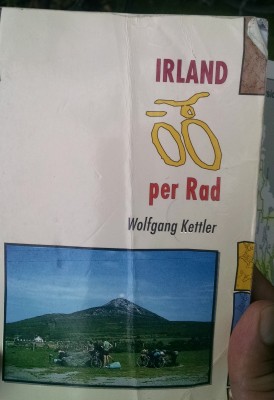 IRLAND
per Rad
Wolfgang Kettler